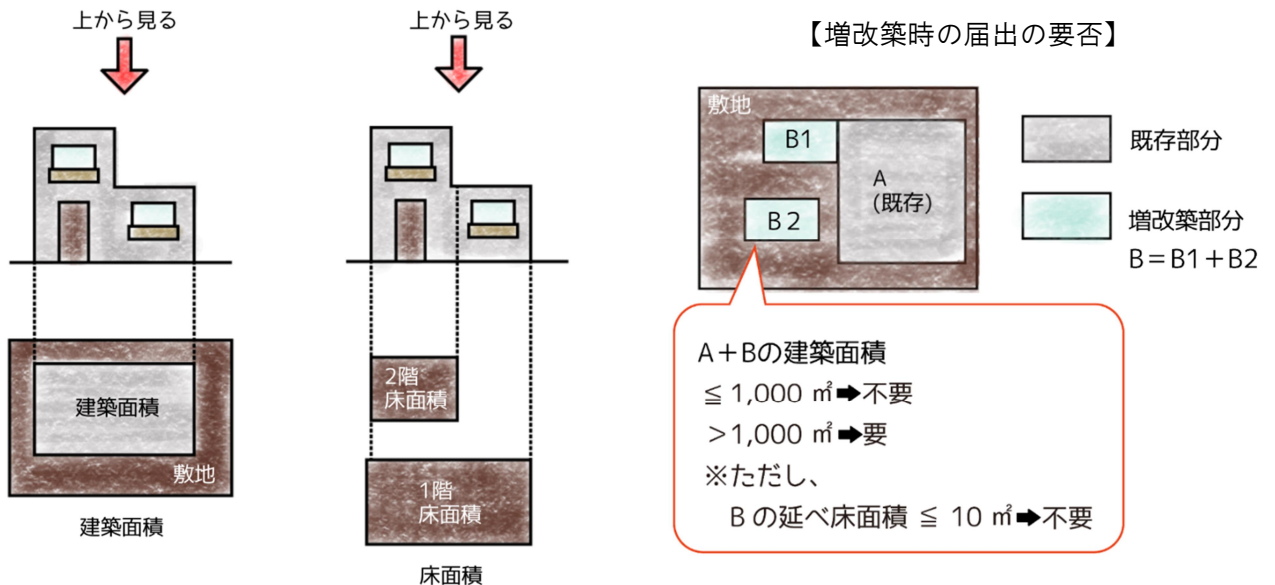 上から見る
建築面積
敷地
建築面積
上から見る
2階
床面積
1階
床面積
床面積
【増改築時の届出の要否】
敷地
B1
B2
A
(既存)
既存部分
増改築部分
B=B1+B2
A+Bの建築面積
≦ 1,000 ㎡➡不要
>1,000 ㎡➡要
※ただし、
B の延べ床面積 ≦ 10 ㎡➡不要